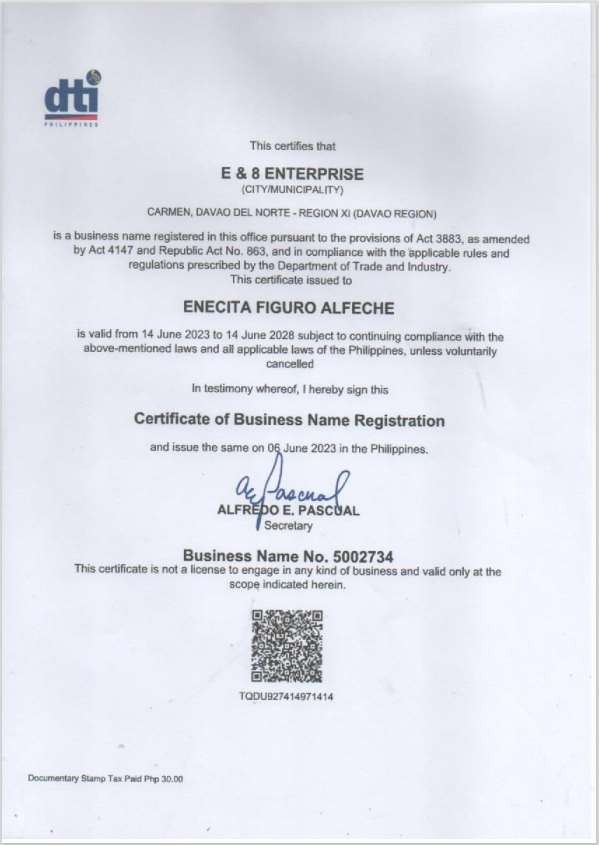 dti
PHILIPPINES
This certifies that
E & 8 ENTERPRISE
(CITY/MUNICIPALITY)
CARMEN, DAVAO DEL NORTE - REGION XI (DAVAO REGION)
is a business name registered in this office pursuant to the provisions of Act 3883, as amended
by Act 4147 and Republic Act No. 863, and in compliance with the applicable rules and
regulations prescribed by the Department of Trade and Industry.
This certificate issued to
ENECITA FIGURO ALFECHE
is valid from 14 June 2023 to 14 June 2028 subject to continuing compliance with the
above-mentioned laws and all applicable laws of the Philippines, unless voluntarily
cancelled
In testimony whereof, I hereby sign this
Certificate of Business Name Registration
and issue the same on 06 June 2023 in the Philippines.
AEPascual
ALFREDO E. PASCUAL
Secretary
Business Name No. 5002734
This certificate is not a license to engage in any kind of business and valid only at the
scope indicated herein.
TQDU927414971414
Documentary Stamp Tax Paid Php 30.00